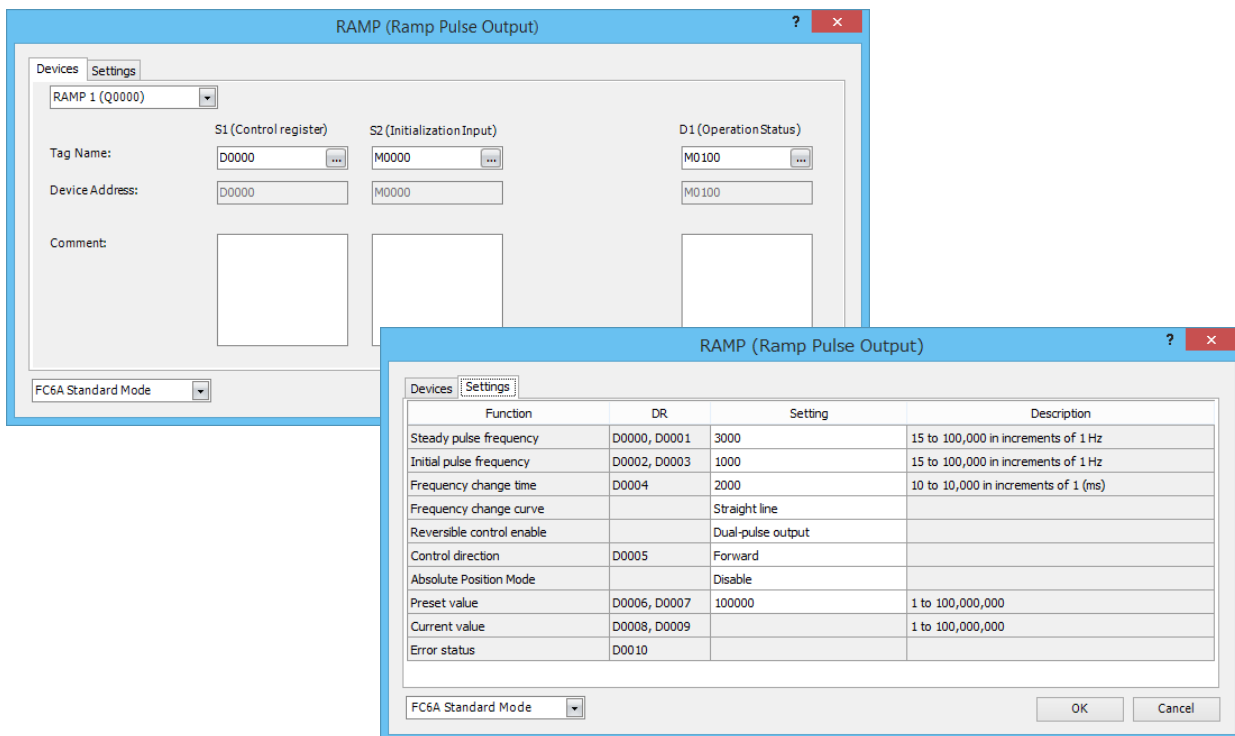 RAMP (Ramp Pulse Output) ? ×
Devices Settings
RAMP 1 (Q0000)
S1 (Control register) S2 (Initialization Input) D1 (Operation Status)
Tag Name: D0000 ... M0000 ... M0100 ...
Device Address: D0000 M0000 M0100
Comment:
FC6A Standard Mode
RAMP (Ramp Pulse Output) ? ×
Devices Settings
Function DR Setting Description
Steady pulse frequency D0000, D0001 3000 15 to 100,000 in increments of 1 Hz
Initial pulse frequency D0002, D0003 1000 15 to 100,000 in increments of 1 Hz
Frequency change time D0004 2000 10 to 10,000 in increments of 1 (ms)
Frequency change curve Straight line
Reversible control enable Dual-pulse output
Control direction D0005 Forward
Absolute Position Mode Disable
Preset value D0006, D0007 100000 1 to 100,000,000
Current value D0008, D0009 1 to 100,000,000
Error status D0010
FC6A Standard Mode OK Cancel